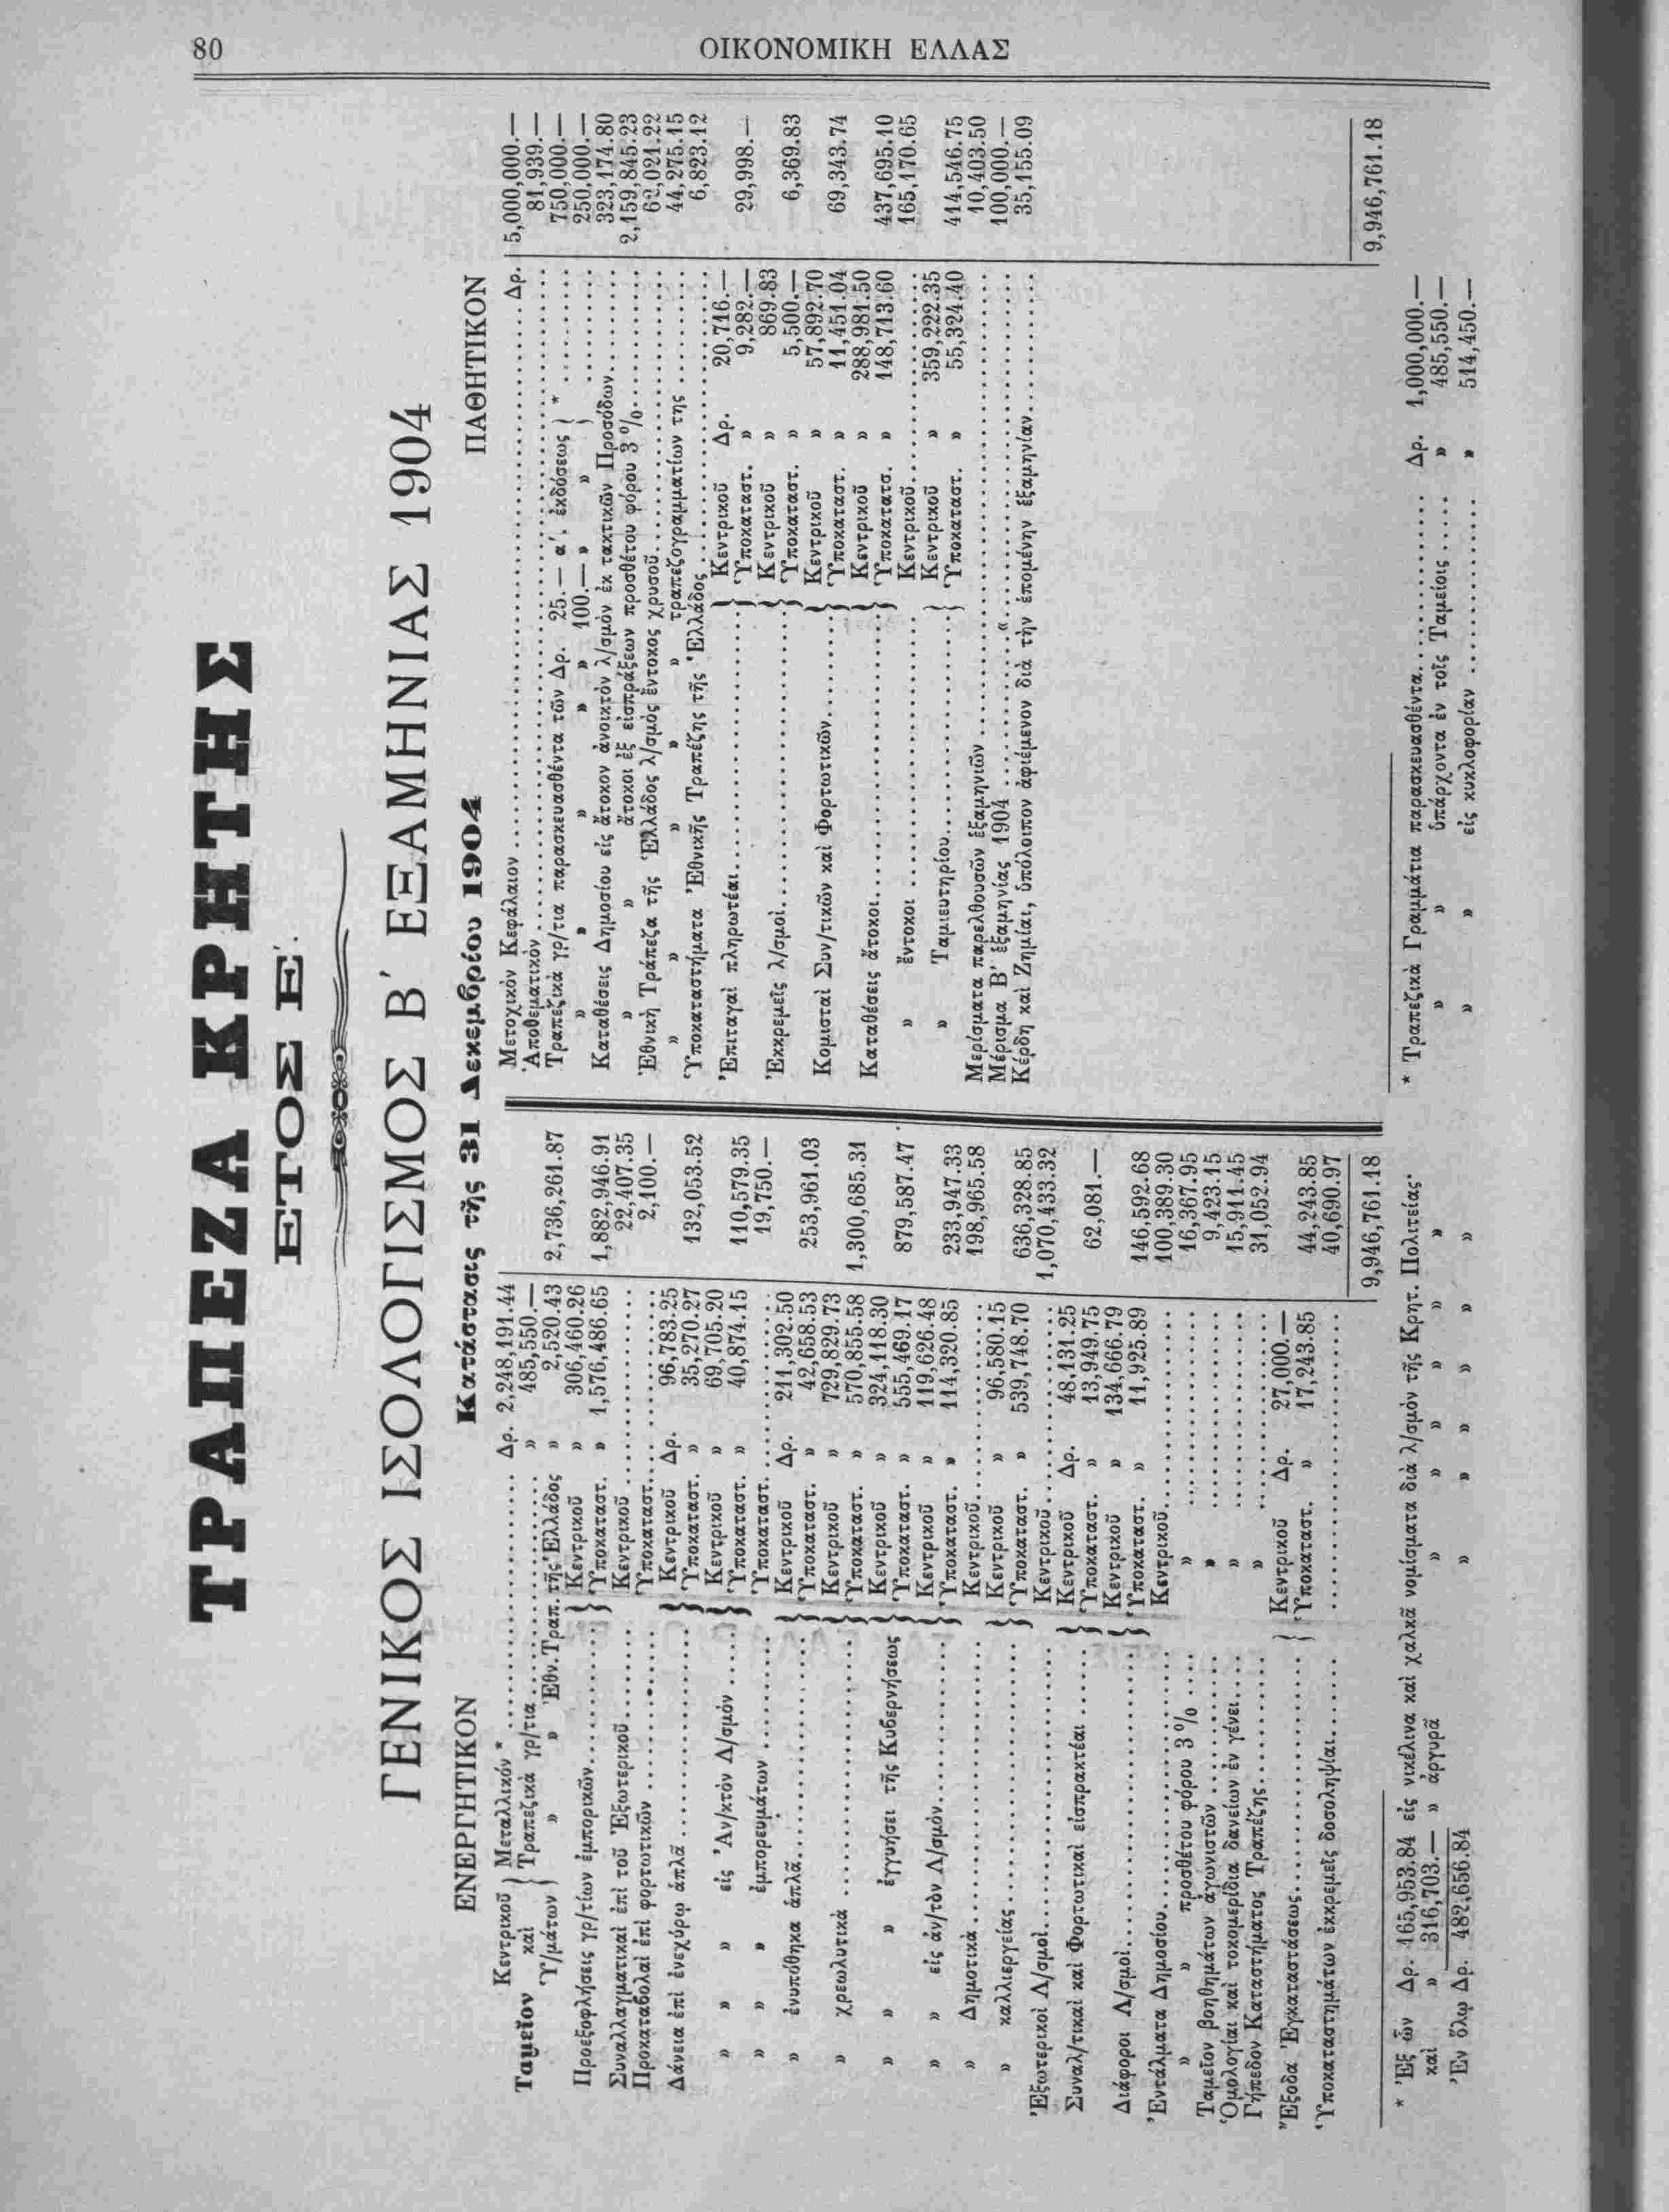 80
ΟΙΚΟΝΟΜΙΚΗ ΕΛΛΑΣ
ΤΡΑΠΕΖΑ ΚΡΗΤΗΣ
ΕΤΟΣ Ε΄.
ΓΕΝΙΚΟΣ ΙΣΟΛΟΓΙΣΜΟΣ Β΄ ΕΞΑΜΗΝΙΑΣ 1904
Κατάστασις τῆς 31 Δεκεμβρίου 1904
ΕΝΕΡΓΗΤΙΚΟΝ
Ταμεῖον Κεντρικοῦ καὶ Ὑ/μάτων } Μεταλλικόν * Δρ. 2,248,191.44
Τραπεζικὰ γρ/τια » 485,550.—
» » Ἐθν. Τραπ. τῆς Ἑλλάδος » 2,520.43 2,736,261.87
Προεξοφλήσεις γρ/τίων ἐμπορικῶν { Κεντρικοῦ » 306,460.26
Ὑποκαταστ. » 1,576,486.65 1,882,946.91
Συναλλαγματικαὶ ἐπὶ τοῦ Ἐξωτερικοῦ Κεντρικοῦ 22,407.35
Προκαταβολαὶ ἐπὶ φορτωτικῶν Ὑποκαταστ. 2,100.—
Δάνεια ἐπὶ ἐνεχύρῳ ἁπλᾶ { Κεντρικοῦ Δρ. 96,783.25
Ὑποκαταστ. » 35,270.27 132,053.52
» » » εἰς Ἀν/κτόν Λ/σμόν { Κεντρικοῦ » 69,705.20
Ὑποκαταστ. » 40,874.15 110,579.35
» » » ἐμπορευμάτων Ὑποκαταστ. 19,750.—
» ἐνυπόθηκα ἁπλᾶ { Κεντρικοῦ Δρ. 211,302.50
Ὑποκαταστ. » 42,658.53 253,961.03
» χρεωλυτικὰ { Κεντρικοῦ » 729,829.73
Ὑποκαταστ. » 570,855.58 1,300,685.31
» » » ἐγγυήσει τῆς Κυβερνήσεως { Κεντρικοῦ » 324,118.30
Ὑποκαταστ. » 555,469.17 879,587.47
» » εἰς ἀν/τὸν Λ/σμόν { Κεντρικοῦ » 119,626.48
Ὑποκαταστ. » 114,320.85 233,947.33
» Δημοτικὰ Κεντρικοῦ 198,965.58
» καλλιεργείας { Κεντρικοῦ » 96,580.15
Ὑποκαταστ. » 539,748.70 636,328.85
Ἐξωτερικοὶ Λ/σμοὶ Κεντρικοῦ 1,070,433.32
Συναλ/τικαὶ καὶ Φορτωτικαὶ εἰσπρακτέαι { Κεντρικοῦ Δρ. 48,131.25
Ὑποκαταστ. » 13,949.75 62,081.—
Διάφοροι Λ/σμοὶ { Κεντρικοῦ » 134,666.79
Ὑποκαταστ. » 11,925.89 146,592.68
Ἐντάλματα Δημοσίου Κεντρικοῦ 100,389.30
» » προσθέτου φόρου 3% » 16,367.95
Ταμεῖον βοηθημάτων ἀγωνιστῶν » 9,423.15
Ὁμολογίαι καὶ τοκομερίδια δανείων ἐν γένει » 15,911.45
Γήπεδον Καταστήματος Τραπέζης » 31,052.94
Ἔξοδα Ἐγκαταστάσεως { Κεντρικοῦ Δρ. 27,000.—
Ὑποκαταστ. » 17,243.85 44,243.85
Ὑποκαταστημάτων ἐκκρεμεῖς δοσοληψίαι 40,690.97
9,946,761.18
* Ἐξ ὧν Δρ. 165,953.84 εἰς νικέλινα καὶ χαλκᾶ νομίσματα διὰ λ/σμὸν τῆς Κρητ. Πολιτείας·
καὶ » 316,703.— » ἀργυρᾶ » » » » » »
Ἐν ὅλῳ Δρ. 482,656.84 » » » » » »
ΠΑΘΗΤΙΚΟΝ
Μετοχικὸν Κεφάλαιον Δρ. 5,000,000.—
Ἀποθεματικὸν 81,939.—
Τραπεζικὰ γρ/τια παρασκευασθέντα τῶν Δρ. 25.— α΄. ἐκδόσεως } * 750,000.—
» » » » » 100.— » » } 250,000.—
Καταθέσεις Δημοσίου εἰς ἄτοκον ἀνοικτὸν λ/σμὸν ἐκ τακτικῶν Προσόδων 323,174.80
» » ἄτοκοι ἐξ εἰσπράξεων προσθέτου φόρου 3% 2,159,845.23
Ἐθνικὴ Τράπεζα τῆς Ἑλλάδος λ/σμὸς ἔντοκος χρυσοῦ 62,021.22
» » » » » τραπεζογραμματίων της 44,275.15
Ὑποκαταστήματα Ἐθνικῆς Τραπέζης τῆς Ἑλλάδος 6,823.12
Ἐπιταγαὶ πληρωτέαι { Κεντρικοῦ Δρ. 20,716.—
Ὑποκαταστ. » 9,282.— 29,998.—
Ἐκκρεμεῖς λ/σμοὶ { Κεντρικοῦ » 869.83
Ὑποκαταστ. » 5,500.— 6,369.83
Κομισταὶ Συν/τικῶν καὶ Φορτωτικῶν { Κεντρικοῦ » 57,892.70
Ὑποκαταστ. » 11,451.04 69,343.74
Καταθέσεις ἄτοκοι { Κεντρικοῦ » 288,981.50
Ὑποκατατσ. » 148,713.60 437,695.10
» ἔντοκοι Κεντρικοῦ 165,170.65
» Ταμιευτηρίου { Κεντρικοῦ » 359,222.35
Ὑποκαταστ. » 55,324.40 414,546.75
Μερίσματα παρελθουσῶν ἑξαμηνιῶν 10,403.50
Μέρισμα Β΄ ἑξαμηνίας 1904 100,000.—
Κέρδη καὶ Ζημίαι, ὑπόλοιπον ἀφιέμενον διὰ τὴν ἑπομένην ἑξαμηνίαν 35,155.09
9,946,761.18
* Τραπεζικὰ Γραμμάτια παρασκευασθέντα Δρ. 1,000,000.—
» » ὑπάρχοντα ἐν τοῖς Ταμείοις » 485,550.—
» » εἰς κυκλοφορίαν » 514,450.—